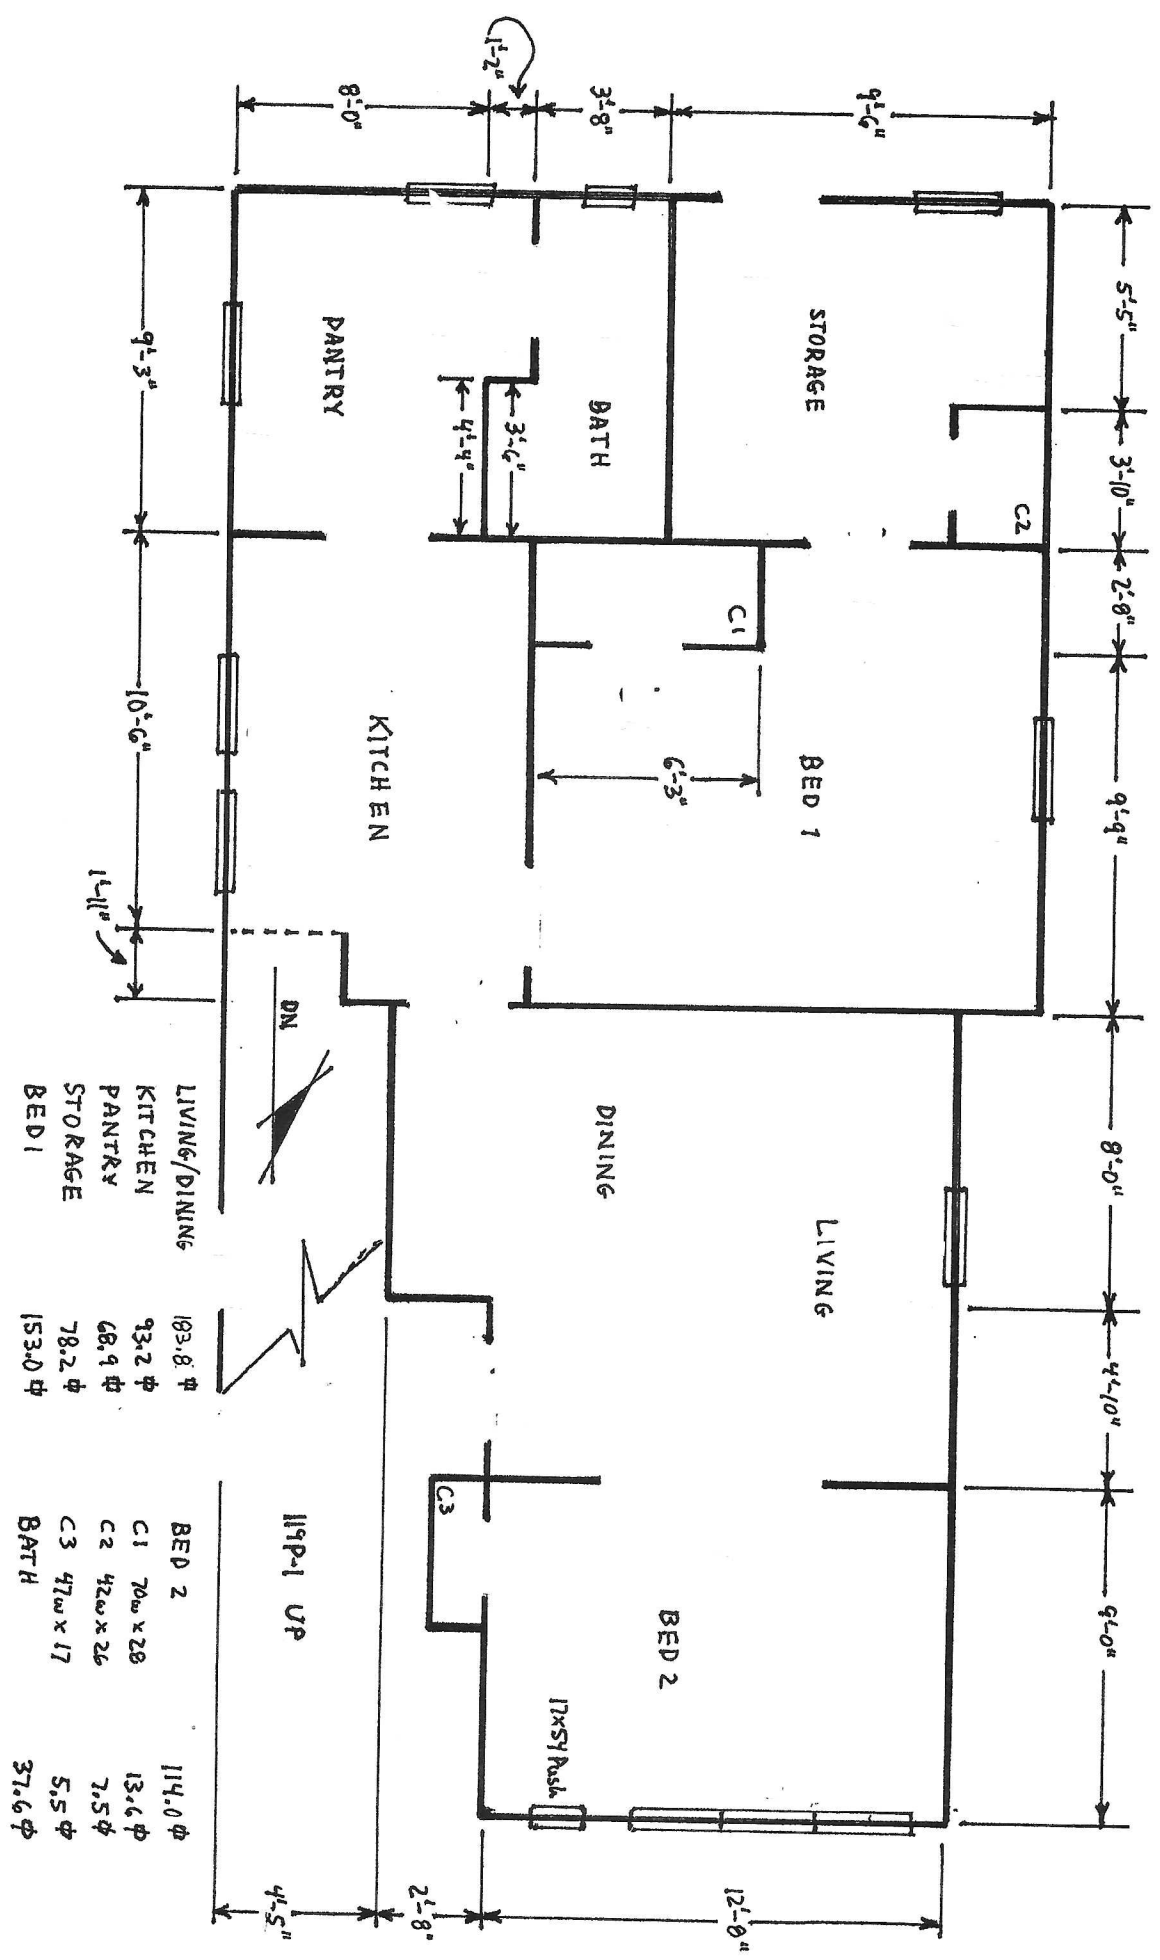 5'-5" 3'-10" 2'-8" 9'-9" 8'-0" 4'-10" 9'-0"
C2
9'-6"
STORAGE
BED 1
LIVING
C1
12'-8"
6'-3"
BED 2
3'-8"
BATH
DINING
17x54 Push
3'-6"
1'-2"
4'-4"
C3
2'-8"
KITCHEN
8'-0"
PANTRY
DN
119P-1 UP
4'-5"
9'-3" 10'-6"
1'-11"
LIVING/DINING 183.8 ⌽ BED 2 114.0 ⌽
KITCHEN 93.2 ⌽ C1 70w x 28 13.6 ⌽
PANTRY 68.9 ⌽ C2 42w x 26 7.5 ⌽
STORAGE 78.2 ⌽ C3 47w x 17 5.5 ⌽
BED1 153.0 ⌽ BATH 37.6 ⌽